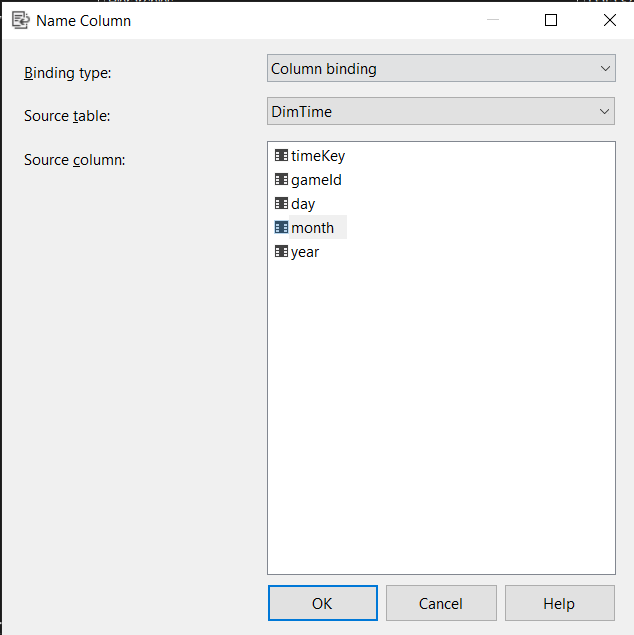 Name Column
Binding type:
Column binding
Source table:
DimTime
Source column:
timeKey
gameId
day
month
year
OK
Cancel
Help